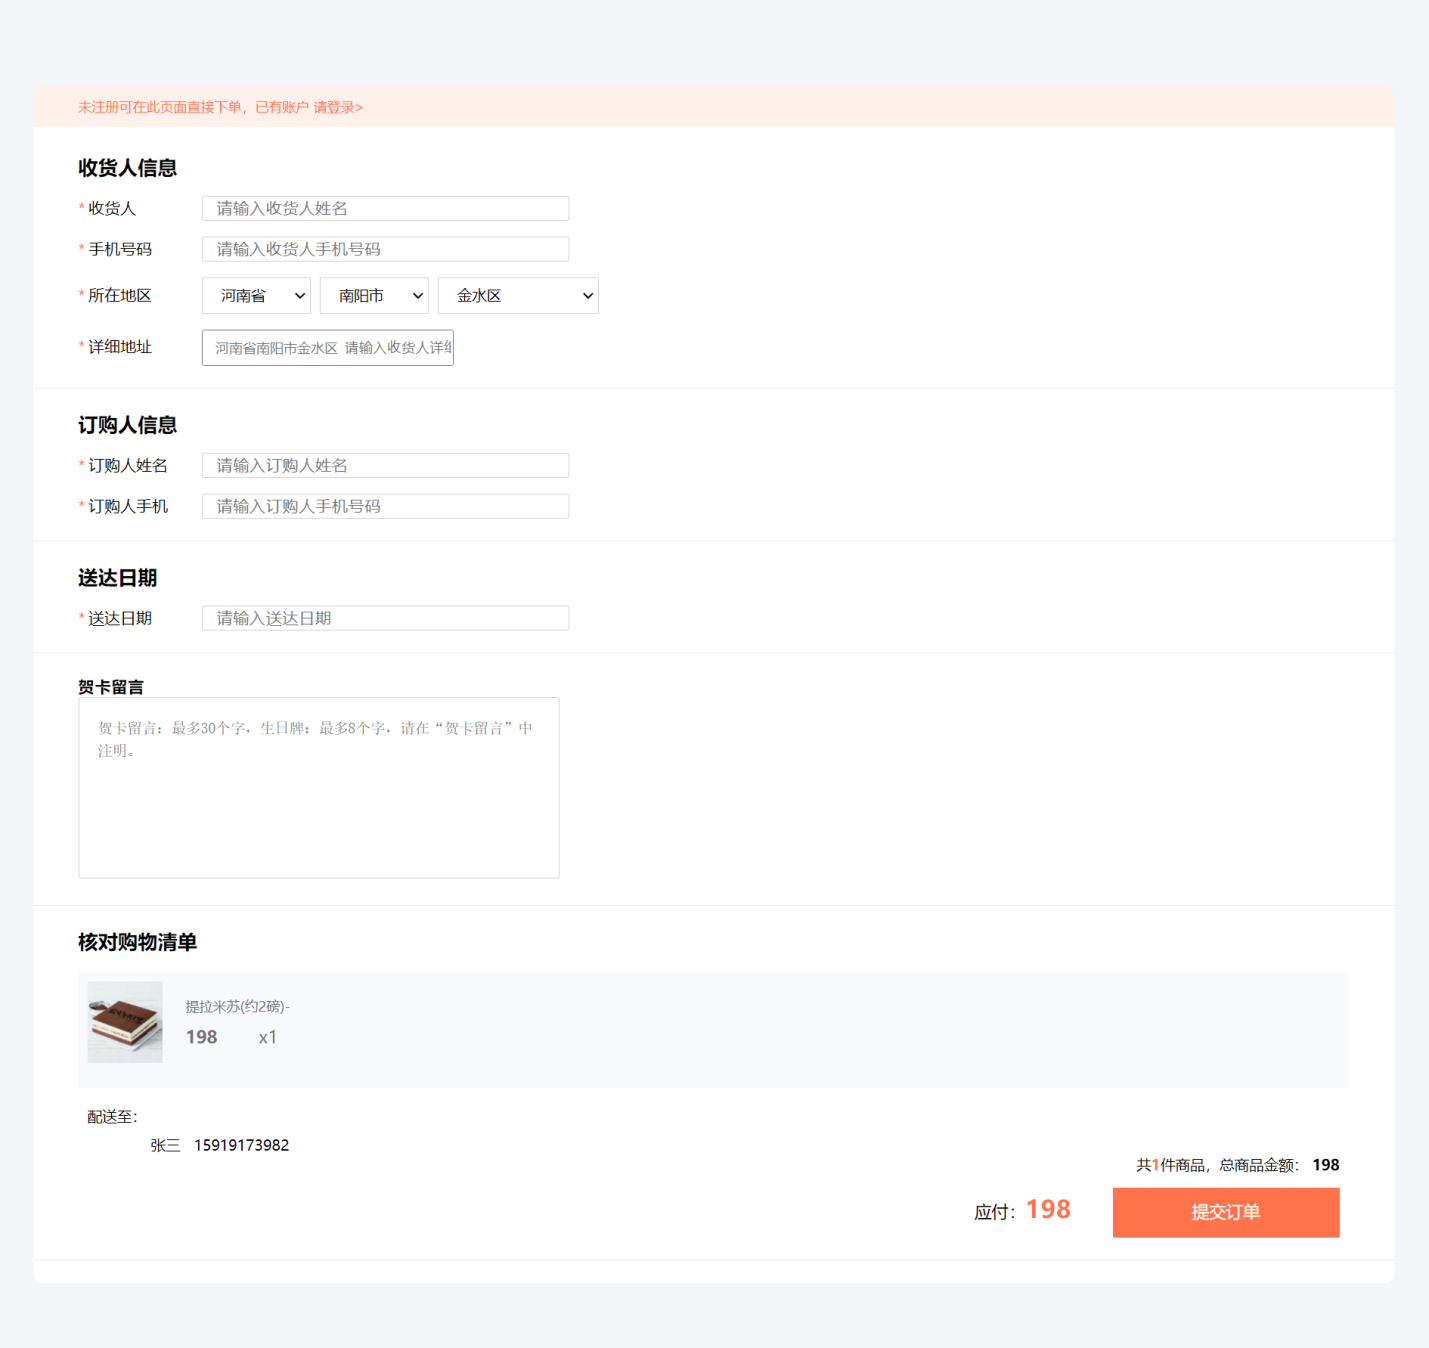 未注册可在此页面直接下单，已有账户 请登录>
收货人信息
* 收货人 请输入收货人姓名
* 手机号码 请输入收货人手机号码
* 所在地区 河南省 南阳市 金水区
* 详细地址 河南省南阳市金水区 请输入收货人详
订购人信息
* 订购人姓名 请输入订购人姓名
* 订购人手机 请输入订购人手机号码
送达日期
* 送达日期 请输入送达日期
贺卡留言
贺卡留言：最多30个字，生日牌：最多8个字，请在“贺卡留言”中
注明。
核对购物清单
提拉米苏(约2磅)-
198 x1
配送至：
张三 15919173982
共1件商品，总商品金额： 198
应付：198 提交订单